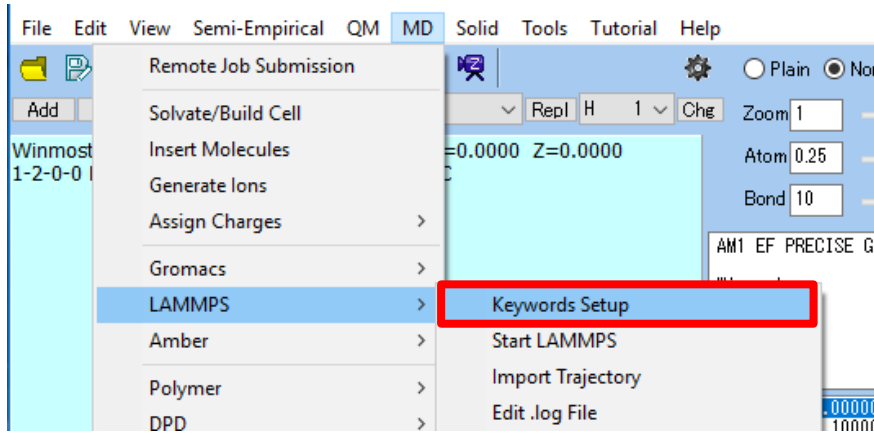 File Edit View Semi-Empirical QM MD Solid Tools Tutorial Help
Remote Job Submission
Plain
Add
Solvate/Build Cell
Repl H 1 Chg
Zoom 1
Winmost
Insert Molecules
=0.0000 Z=0.0000
Atom 0.25
1-2-0-0
Generate Ions
Bond 10
Assign Charges
AM1 EF PRECISE G
Gromacs
LAMMPS
Keywords Setup
Amber
Start LAMMPS
Polymer
Import Trajectory
DPD
Edit .log File
.00000
10000